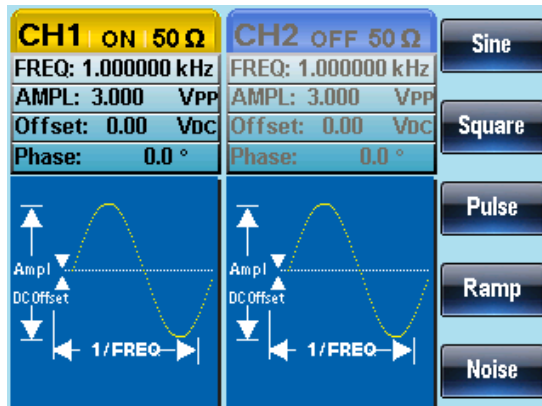 CH1 ON 50 Ω
FREQ: 1.000000 kHz
AMPL: 3.000 VPP
Offset: 0.00 VDC
Phase: 0.0 °
Ampl
DC Offset
1/FREQ
CH2 OFF 50 Ω
FREQ: 1.000000 kHz
AMPL: 3.000 VPP
Offset: 0.00 VDC
Phase: 0.0 °
Ampl
DC Offset
1/FREQ
Sine
Square
Pulse
Ramp
Noise